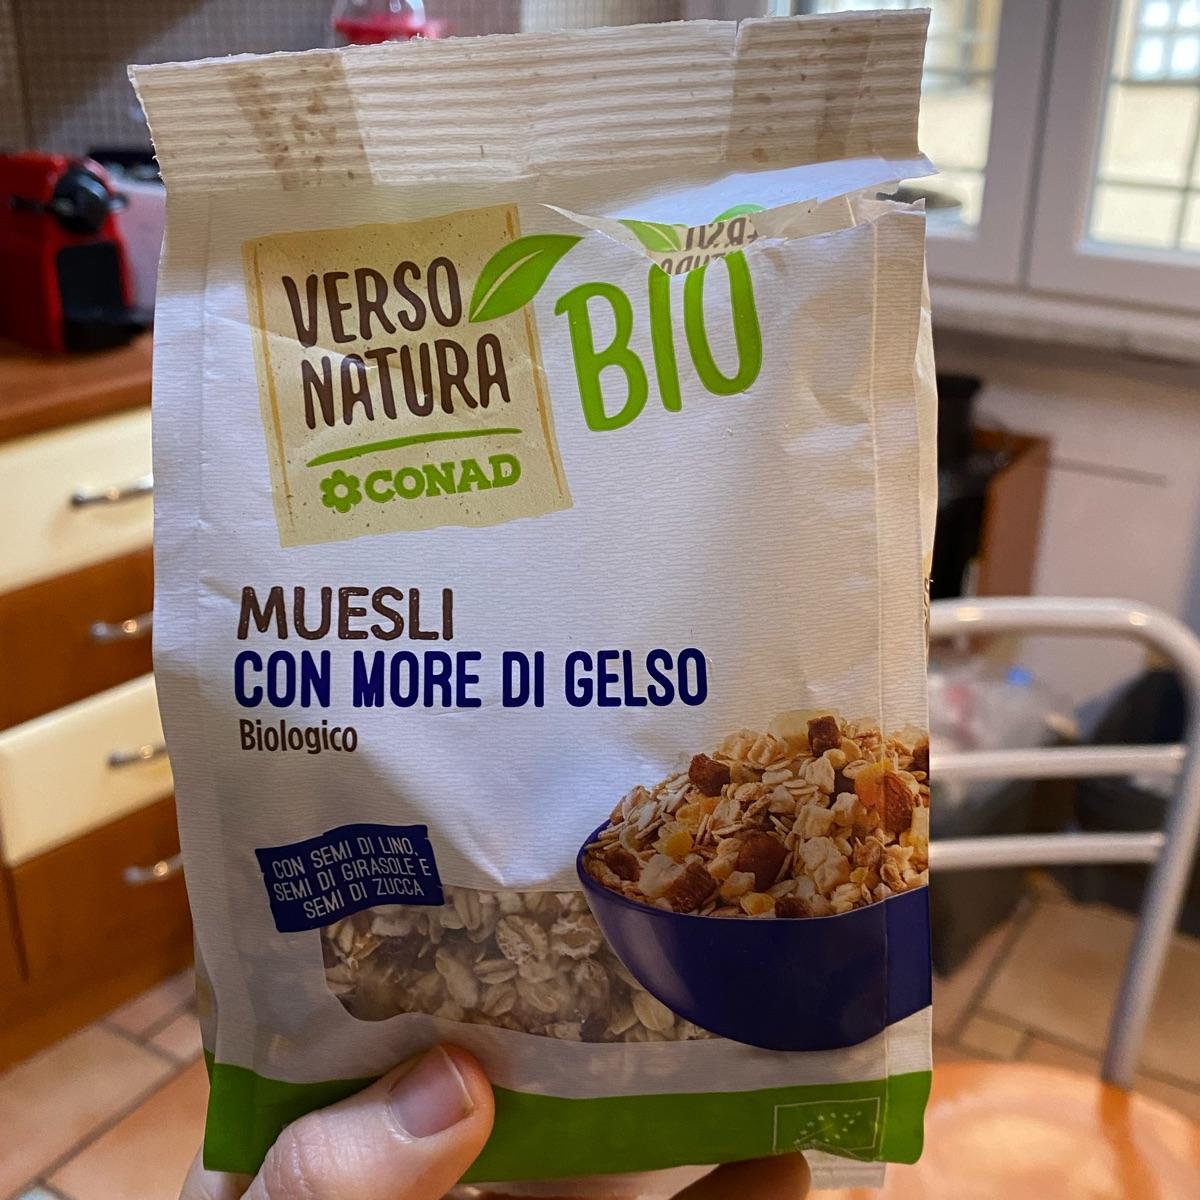 VERSO
NATURA
CONAD
BIO
MUESLI
CON MORE DI GELSO
Biologico
CON SEMI DI LINO,
SEMI DI GIRASOLE E
SEMI DI ZUCCA